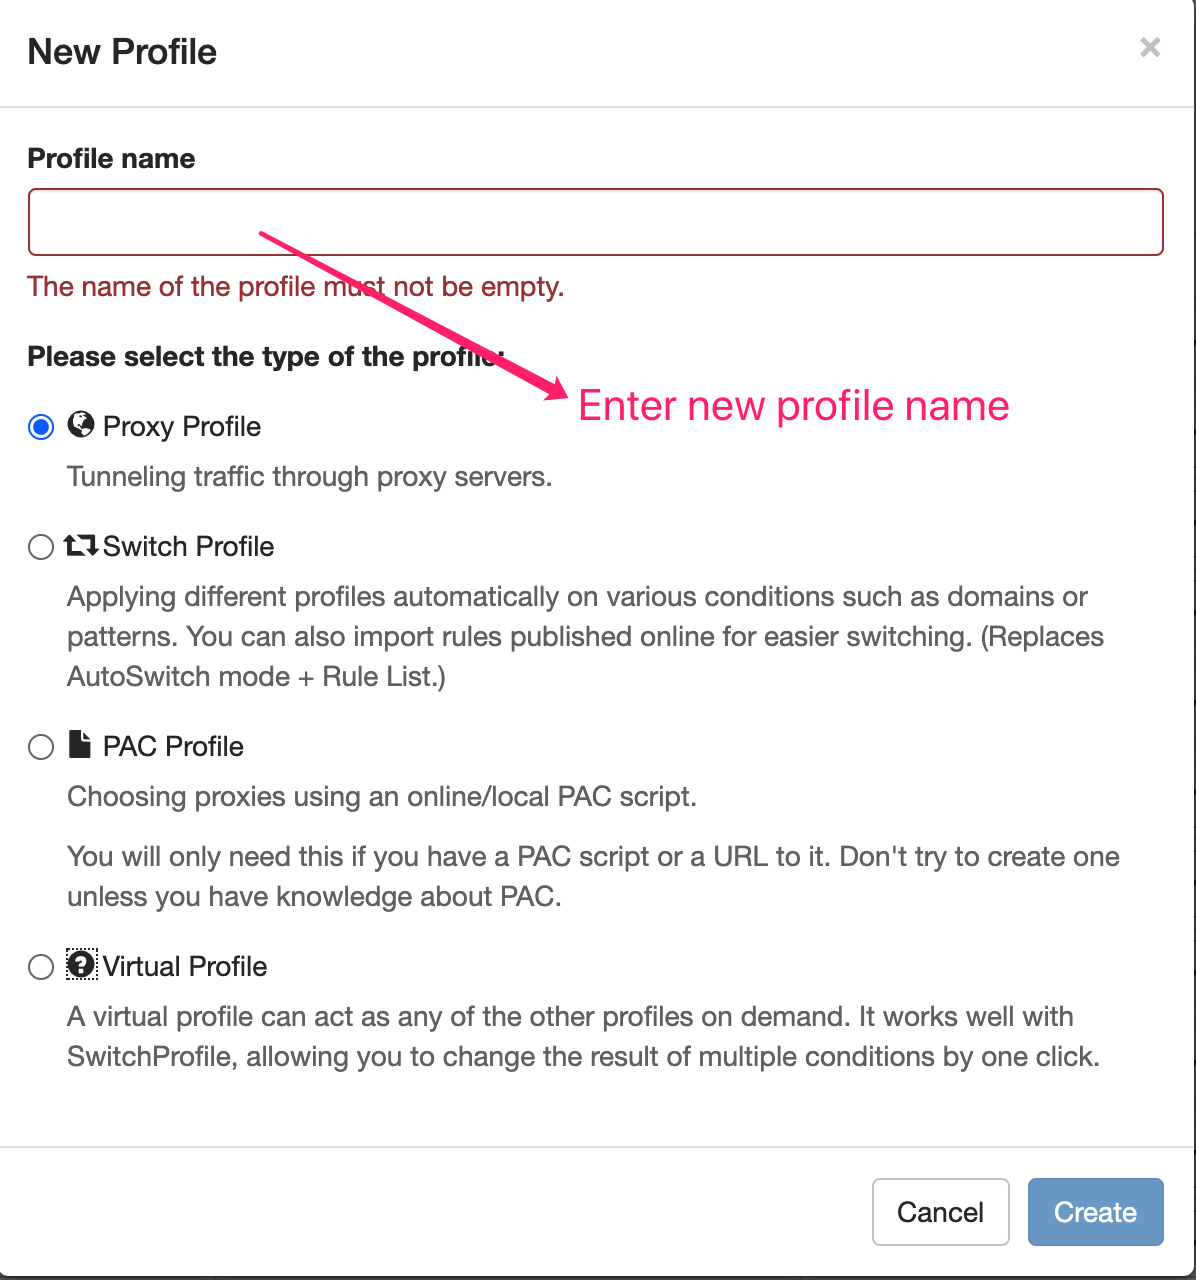 New Profile
×
Profile name
The name of the profile must not be empty.
Please select the type of the profile:
Enter new profile name
Proxy Profile
Tunneling traffic through proxy servers.
Switch Profile
Applying different profiles automatically on various conditions such as domains or
patterns. You can also import rules published online for easier switching. (Replaces
AutoSwitch mode + Rule List.)
PAC Profile
Choosing proxies using an online/local PAC script.
You will only need this if you have a PAC script or a URL to it. Don't try to create one
unless you have knowledge about PAC.
Virtual Profile
A virtual profile can act as any of the other profiles on demand. It works well with
SwitchProfile, allowing you to change the result of multiple conditions by one click.
Cancel
Create